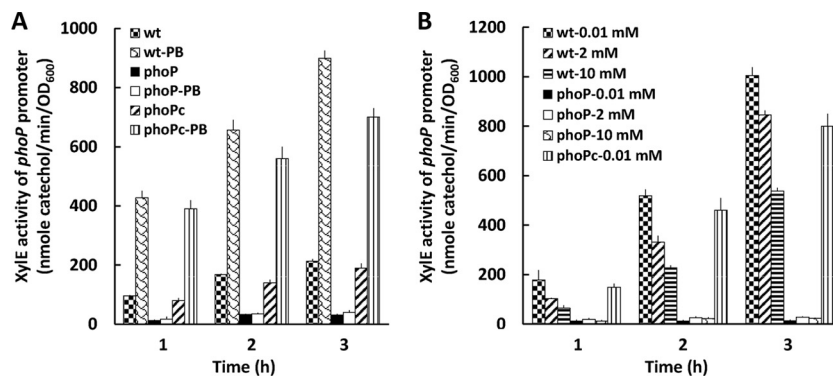 A
XylE activity of phoP promoter
(nmole catechol/min/OD600)
1000
800
600
400
200
0
wt
wt-PB
phoP
phoP-PB
phoPc
phoPc-PB
1 2 3
Time (h)
B
XylE activity of phoP promoter
(nmole catechol/min/OD600)
1200
1000
800
600
400
200
0
wt-0.01 mM
wt-2 mM
wt-10 mM
phoP-0.01 mM
phoP-2 mM
phoP-10 mM
phoPc-0.01 mM
1 2 3
Time (h)